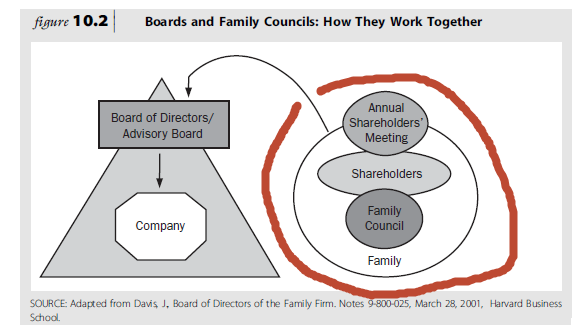 figure 10.2 Boards and Family Councils: How They Work Together
Board of Directors/
Advisory Board
Company
Annual
Shareholders'
Meeting
Shareholders
Family
Council
Family
SOURCE: Adapted from Davis, J., Board of Directors of the Family Firm. Notes 9-800-025, March 28, 2001, Harvard Business
School.